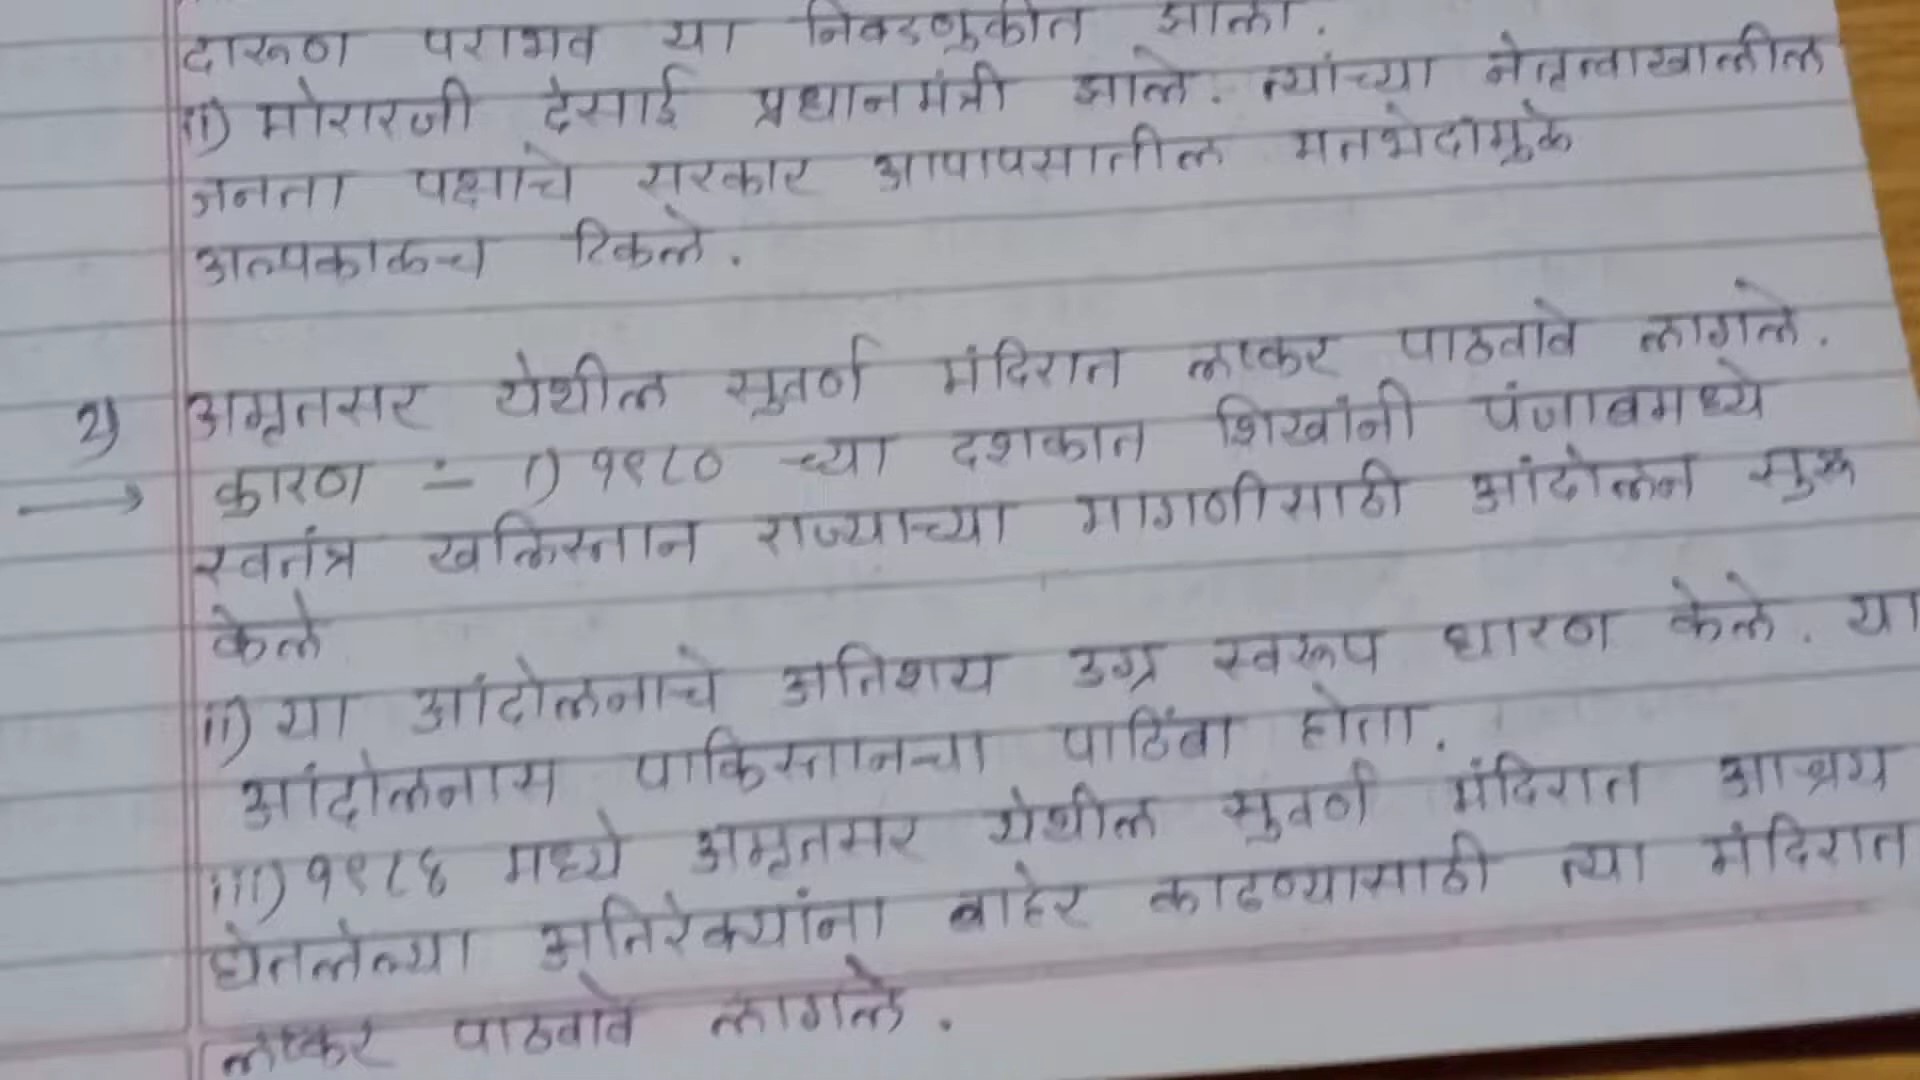 दारूण पराभव या निवडणुकीत झाला.
ii) मोरारजी देसाई प्रधानमंत्री झाले. त्यांच्या नेतृत्वाखालील
जनता पक्षाचे सरकार आपापसातील मतभेदांमुळे
अल्पकाळच टिकले.
२) अमृतसर येथील सुवर्ण मंदिरात लष्कर पाठवावे लागले.
→ कारण :- i) १९८० च्या दशकात शिखांनी पंजाबमध्ये
स्वतंत्र खलिस्तान राज्याच्या मागणीसाठी आंदोलन सुरू
केले
ii) या आंदोलनाचे अतिशय उग्र स्वरूप धारण केले. या
आंदोलनास पाकिस्तानचा पाठिंबा होता.
iii) १९८४ मध्ये अमृतसर येथील सुवर्ण मंदिरात आश्रय
घेतलेल्या अतिरेक्यांना बाहेर काढण्यासाठी त्या मंदिरात
लष्कर पाठवावे लागले.